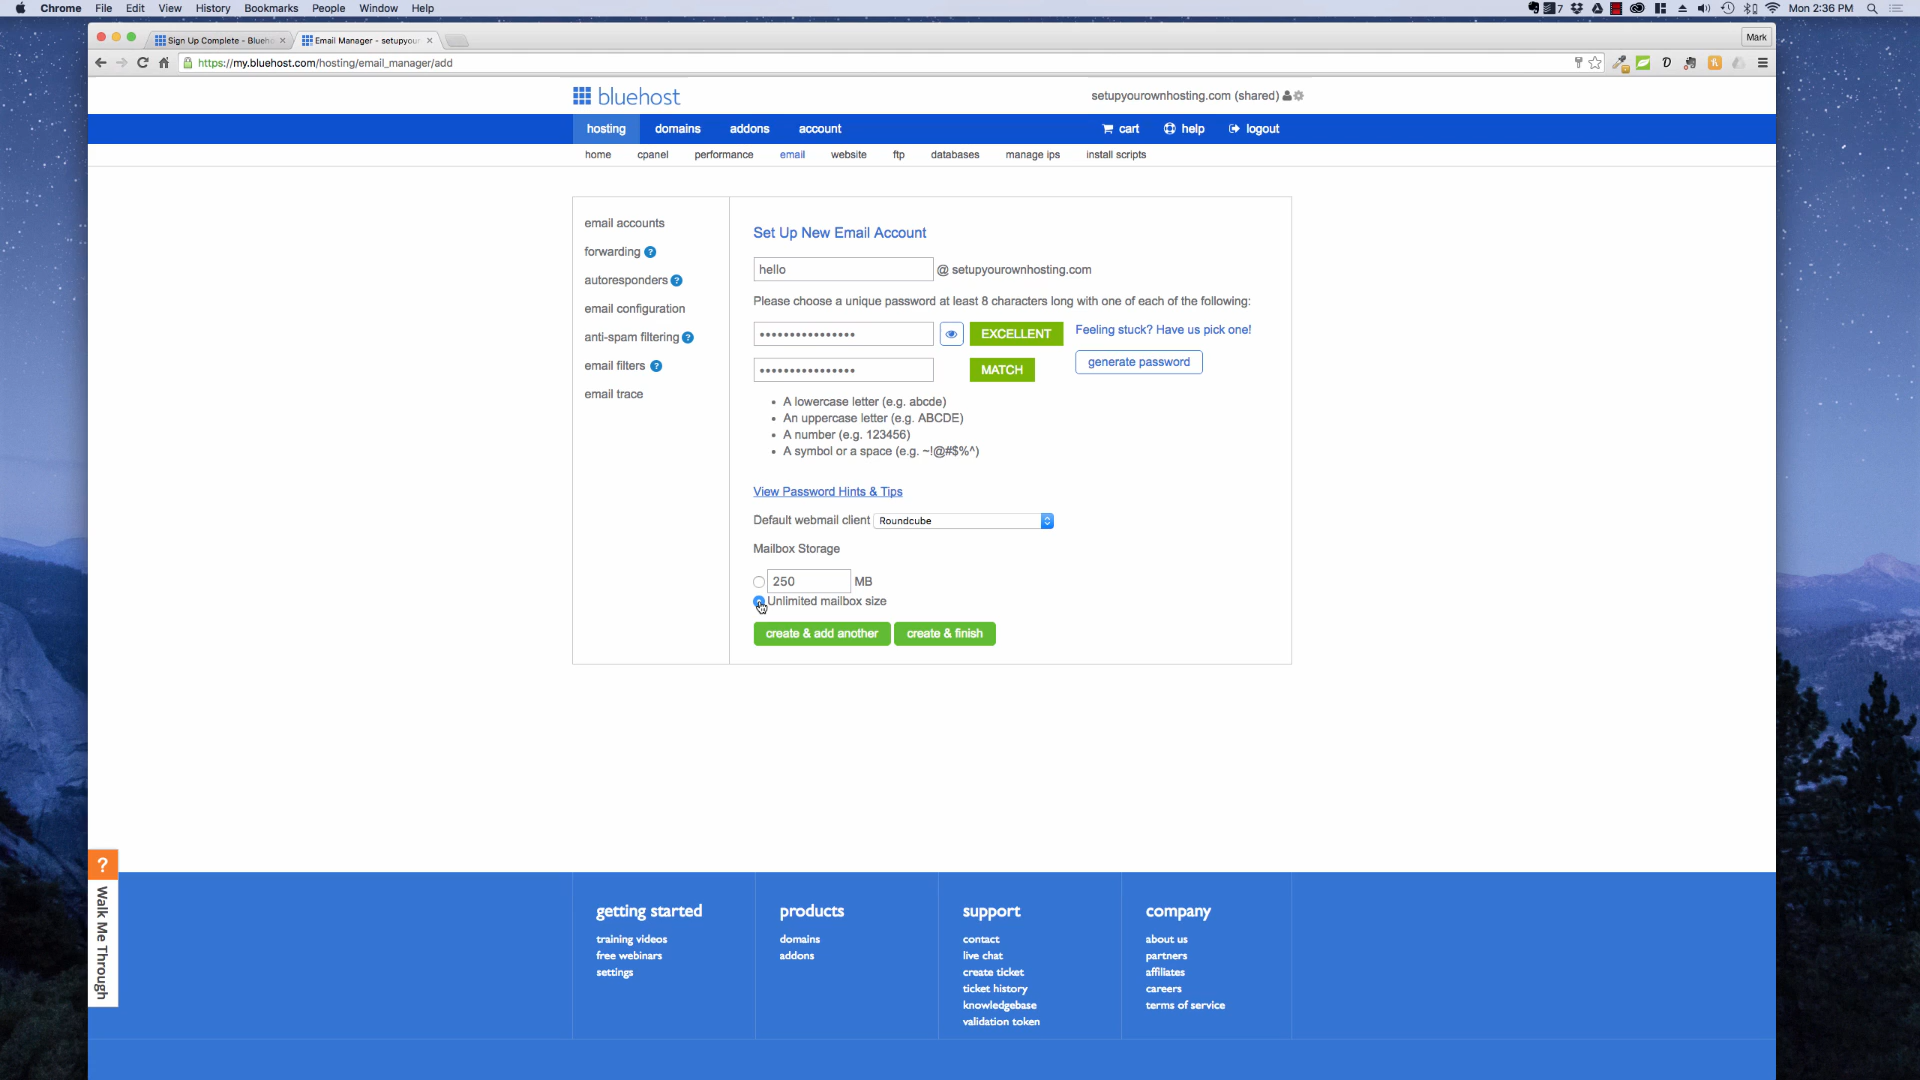 Chrome File Edit View History Bookmarks People Window Help
7 Mon 2:36 PM
Sign Up Complete - Blueho
Email Manager - setupyour
Mark
https://my.bluehost.com/hosting/email_manager/add
bluehost
setupyourownhosting.com (shared)
hosting domains addons account cart help logout
home cpanel performance email website ftp databases manage ips install scripts
email accounts
forwarding ?
autoresponders ?
email configuration
anti-spam filtering ?
email filters ?
email trace
Set Up New Email Account
hello @ setupyourownhosting.com
Please choose a unique password at least 8 characters long with one of each of the following:
•••••••••••••••• EXCELLENT
Feeling stuck? Have us pick one!
•••••••••••••••• MATCH
generate password
• A lowercase letter (e.g. abcde)
• An uppercase letter (e.g. ABCDE)
• A number (e.g. 123456)
• A symbol or a space (e.g. ~!@#$%^)
View Password Hints & Tips
Default webmail client Roundcube
Mailbox Storage
250 MB
Unlimited mailbox size
create & add another create & finish
? Walk Me Through
getting started
training videos
free webinars
settings
products
domains
addons
support
contact
live chat
create ticket
ticket history
knowledgebase
validation token
company
about us
partners
affiliates
careers
terms of service